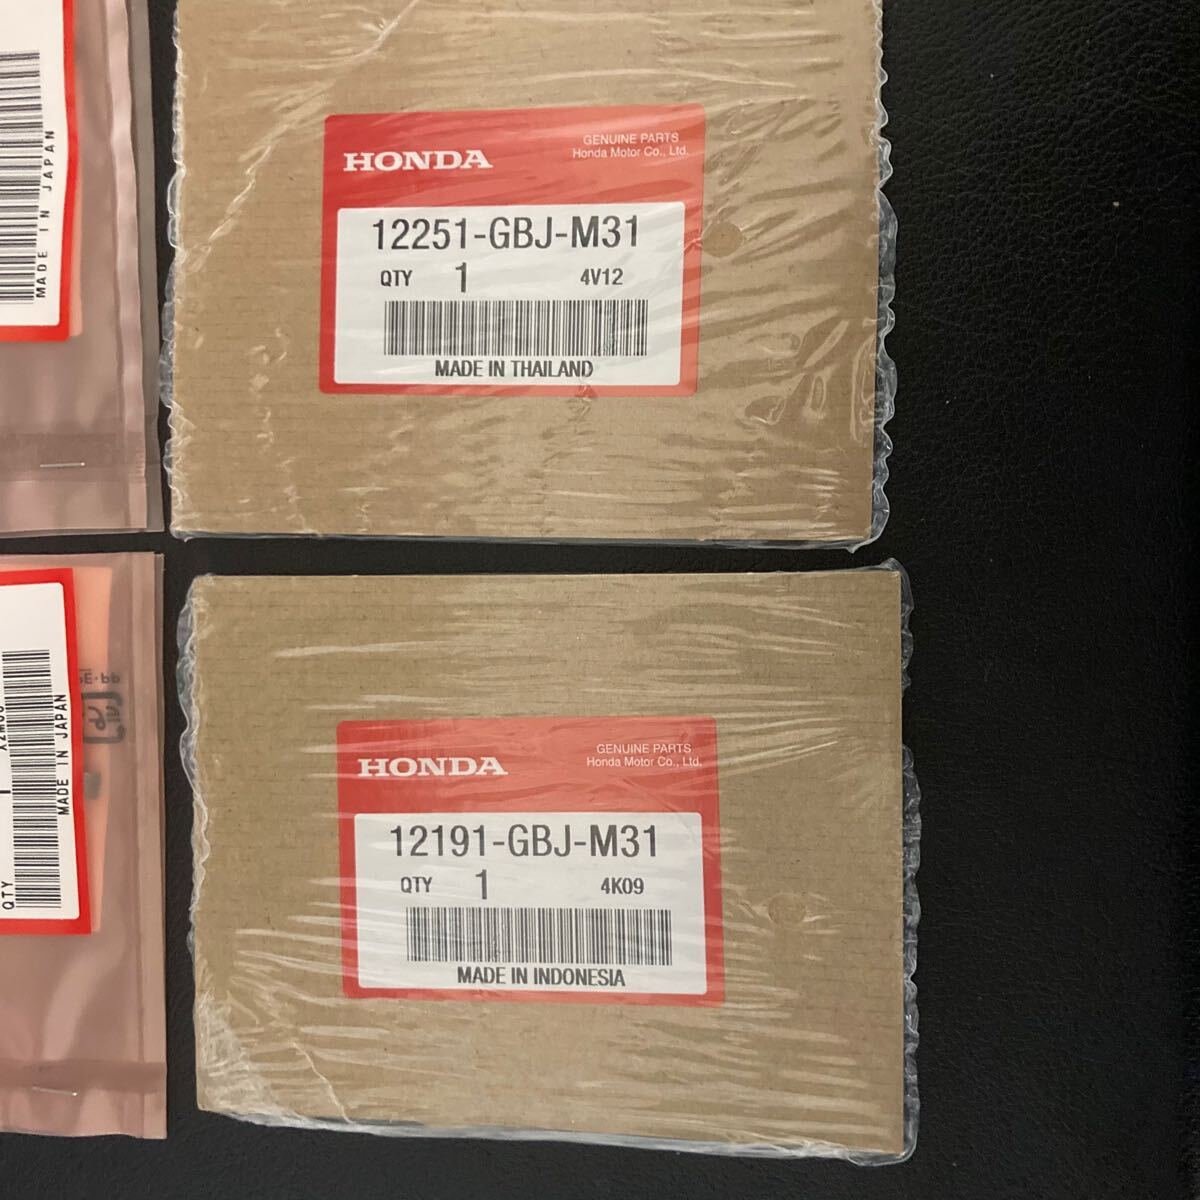 MADE IN JAPAN
HONDA
GENUINE PARTS
Honda Motor Co., Ltd.
12251-GBJ-M31
QTY 1 4V12
MADE IN THAILAND
QTY 1
MADE IN JAPAN
HONDA
GENUINE PARTS
Honda Motor Co., Ltd.
12191-GBJ-M31
QTY 1 4K09
MADE IN INDONESIA